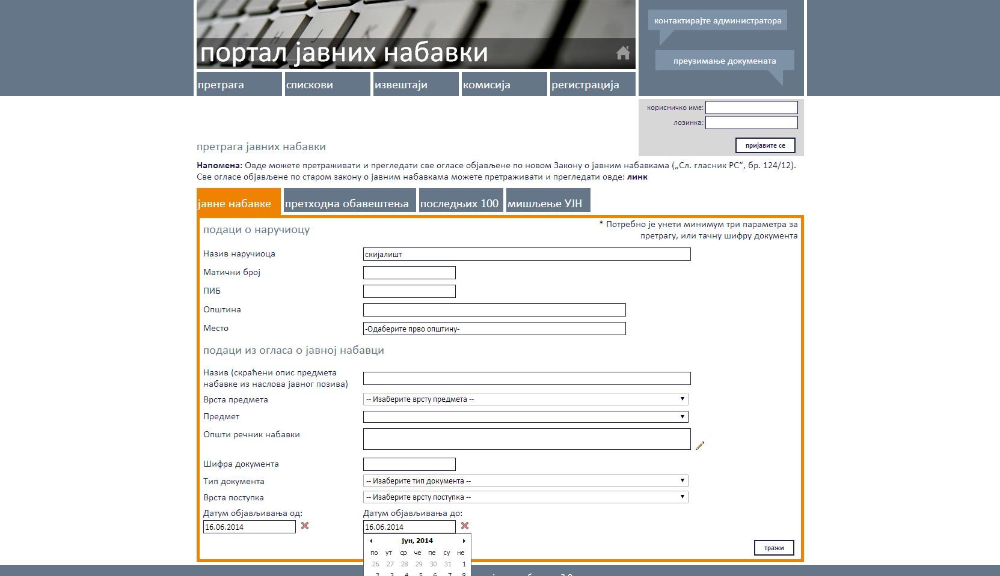 портал јавних набавки
контактирајте администратора
преузимање докумената
претрага
спискови
извештаји
комисија
регистрација
корисничко име:
лозинка:
пријавите се
претрага јавних набавки
Напомена: Овде можете претраживати и прегледати све огласе објављене по новом Закону о јавним набавкама („Сл. гласник РС“, бр. 124/12).
Све огласе објављене по старом закону о јавним набавкама можете претраживати и прегледати овде: линк
јавне набавке
претходна обавештења
последњих 100
мишљење УЈН
подаци о наручиоцу
* Потребно је унети минимум три параметра за
претрагу, или тачну шифру документа
Назив наручиоца
скијалишт
Матични број
ПИБ
Општина
Место
-Одаберите прво општину-
подаци из огласа о јавној набавци
Назив (скраћени опис предмета
набавке из наслова јавног позива)
Врста предмета
-- Изаберите врсту предмета --
Предмет
Општи речник набавки
Шифра документа
Тип документа
-- Изаберите тип документа --
Врста поступка
-- Изаберите врсту поступка --
Датум објављивања од:
Датум објављивања до:
16.06.2014
16.06.2014
јун, 2014
по ут ср че пе су не
26 27 28 29 30 31 1
2 3 4 5 6 7 8
тражи